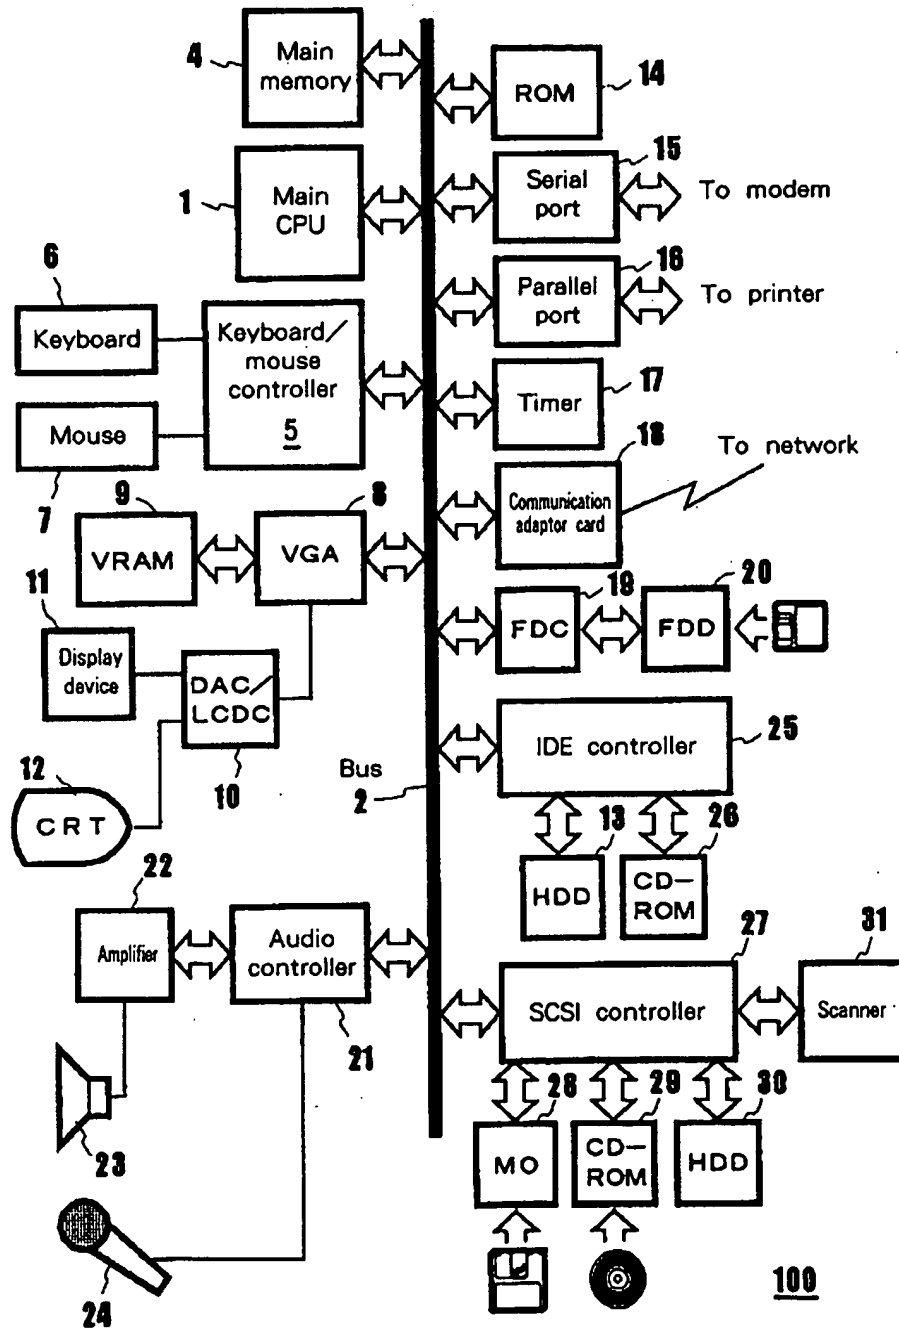 4
Main
memory
ROM
14
1
Main
CPU
15
Serial
port
To modem
6
Keyboard
Keyboard/
mouse
controller
5
16
Parallel
port
To printer
Mouse
7
17
Timer
18
Communication
adaptor card
To network
9
VRAM
8
VGA
11
Display
device
DAC/
LCDC
10
19
FDC
20
FDD
12
CRT
Bus
2
IDE controller
25
13
HDD
26
CD-
ROM
22
Amplifier
Audio
controller
21
27
SCSI controller
31
Scanner
23
28
MO
29
CD-
ROM
30
HDD
24
100